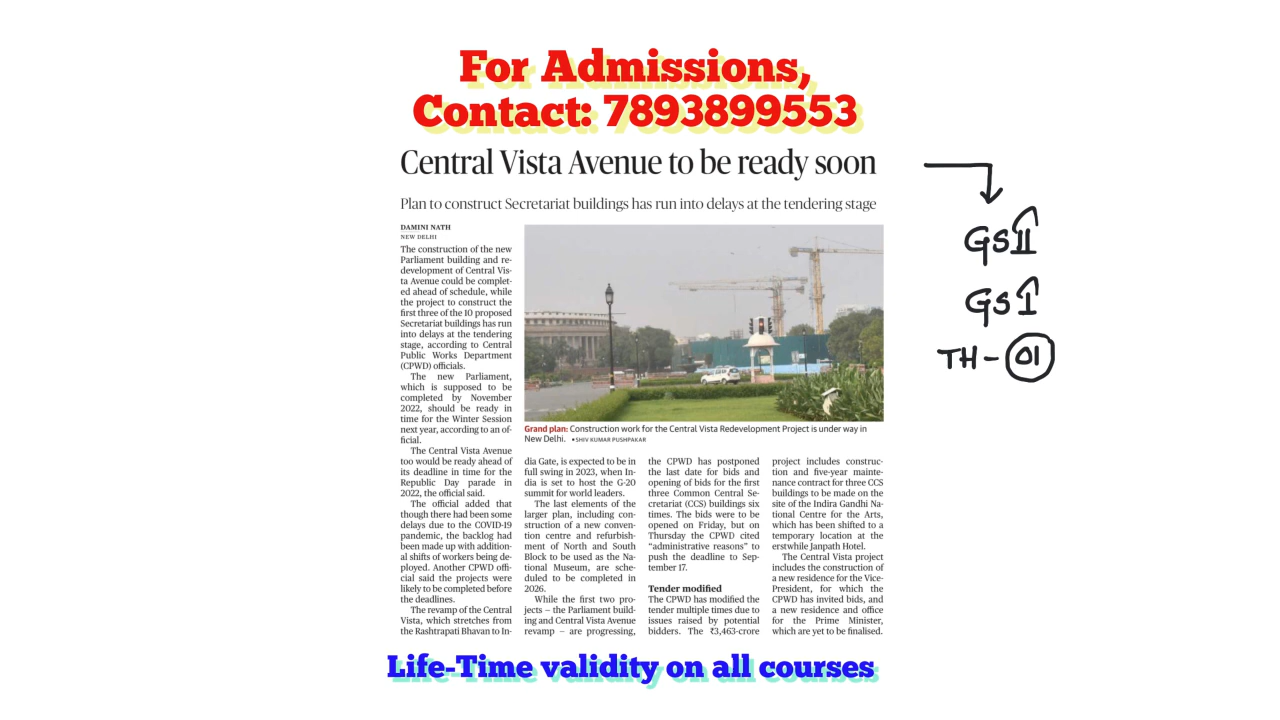 For Admissions,
Contact: 7893899553
Central Vista Avenue to be ready soon
Plan to construct Secretariat buildings has run into delays at the tendering stage
DAMINI NATH
NEW DELHI
The construction of the new
Parliament building and re-
development of Central Vis-
ta Avenue could be complet-
ed ahead of schedule, while
the project to construct the
first three of the 10 proposed
Secretariat buildings has run
into delays at the tendering
stage, according to Central
Public Works Department
(CPWD) officials.
The new Parliament,
which is supposed to be
completed by November
2022, should be ready in
time for the Winter Session
next year, according to an of-
ficial.
The Central Vista Avenue
too would be ready ahead of
its deadline in time for the
Republic Day parade in
2022, the official said.
The official added that
though there had been some
delays due to the COVID-19
pandemic, the backlog had
been made up with addition-
al shifts of workers being de-
ployed. Another CPWD offi-
cial said the projects were
likely to be completed before
the deadlines.
The revamp of the Central
Vista, which stretches from
the Rashtrapati Bhavan to In-
Grand plan: Construction work for the Central Vista Redevelopment Project is under way in
New Delhi. •SHIV KUMAR PUSHPAKAR
dia Gate, is expected to be in
full swing in 2023, when In-
dia is set to host the G-20
summit for world leaders.
The last elements of the
larger plan, including con-
struction of a new conven-
tion centre and refurbish-
ment of North and South
Block to be used as the Na-
tional Museum, are sche-
duled to be completed in
2026.
While the first two pro-
jects – the Parliament build-
ing and Central Vista Avenue
revamp – are progressing,
the CPWD has postponed
the last date for bids and
opening of bids for the first
three Common Central Se-
cretariat (CCS) buildings six
times. The bids were to be
opened on Friday, but on
Thursday the CPWD cited
“administrative reasons” to
push the deadline to Sep-
tember 17.
Tender modified
The CPWD has modified the
tender multiple times due to
issues raised by potential
bidders. The ₹3,463-crore
project includes construc-
tion and five-year mainte-
nance contract for three CCS
buildings to be made on the
site of the Indira Gandhi Na-
tional Centre for the Arts,
which has been shifted to a
temporary location at the
erstwhile Janpath Hotel.
The Central Vista project
includes the construction of
a new residence for the Vice-
President, for which the
CPWD has invited bids, and
a new residence and office
for the Prime Minister,
which are yet to be finalised.
GS II
GS I
TH - 01
Life-Time validity on all courses